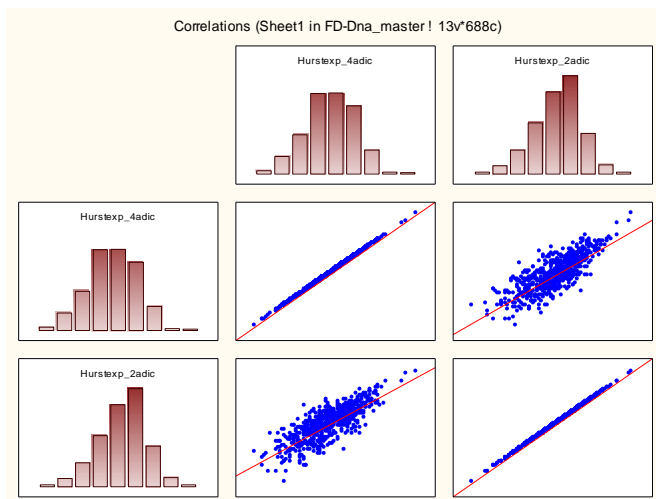 Correlations (Sheet1 in FD-Dna_master ! 13v*688c)
Hurstexp_4adic
Hurstexp_2adic
Hurstexp_4adic
Hurstexp_2adic